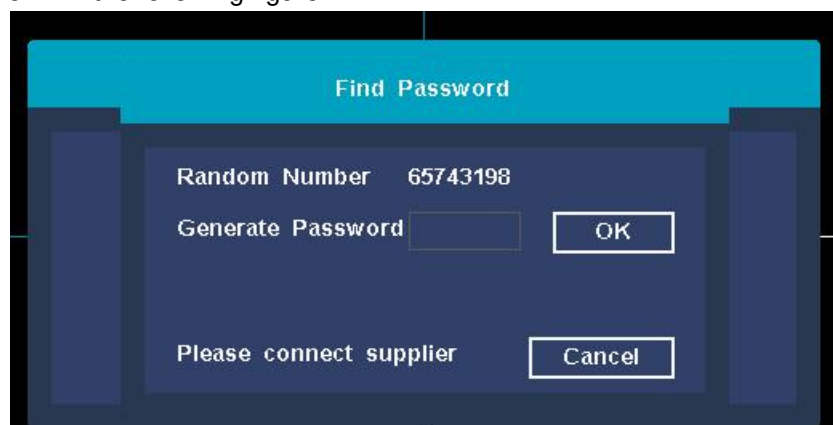 Find Password
Random Number 65743198
Generate Password
OK
Please connect supplier
Cancel